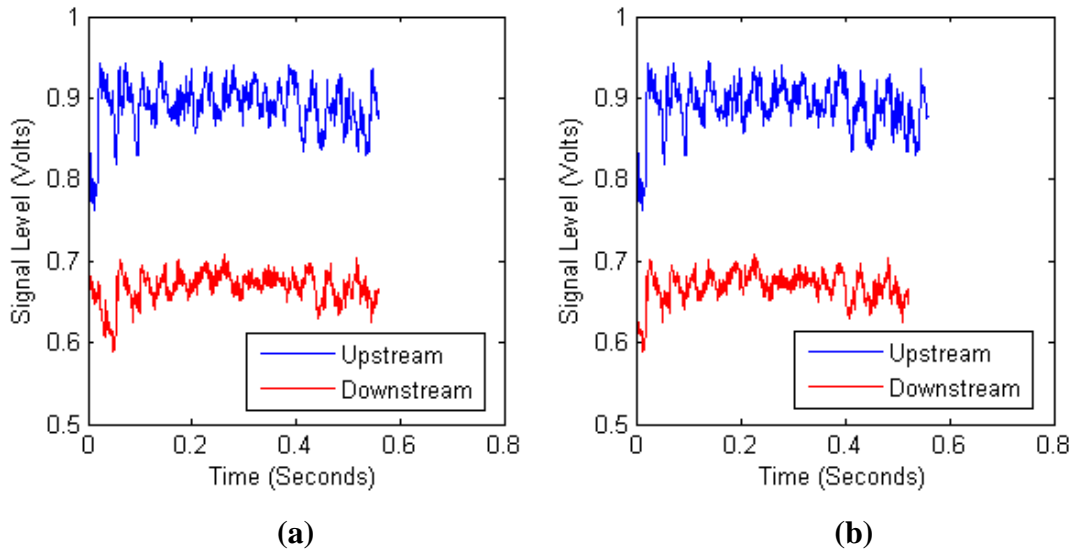 1
0.9
0.8
0.7
0.6
0.5
Signal Level (Volts)
Upstream
Downstream
0 0.2 0.4 0.6 0.8
Time (Seconds)
(a)
1
0.9
0.8
0.7
0.6
0.5
Signal Level (Volts)
Upstream
Downstream
0 0.2 0.4 0.6 0.8
Time (Seconds)
(b)